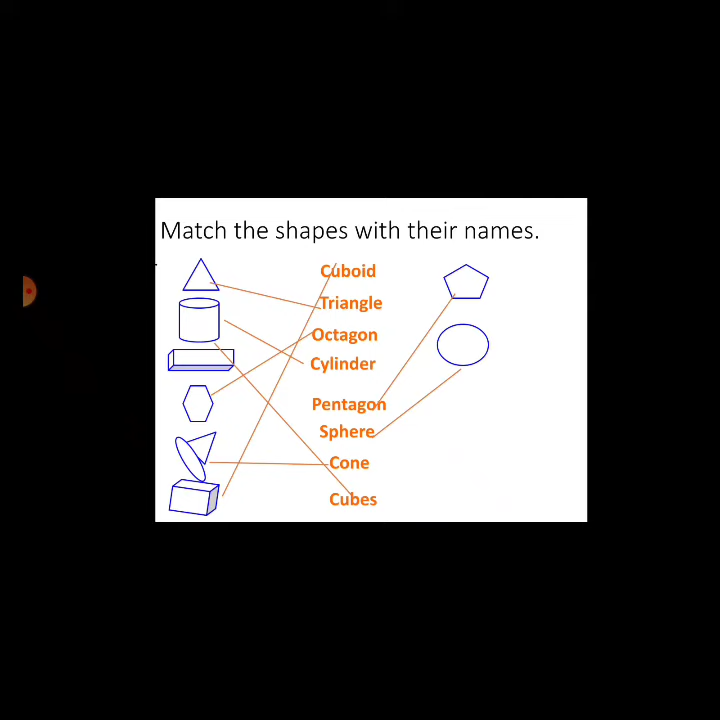 Match the shapes with their names.
Cuboid
Triangle
Octagon
Cylinder
Pentagon
Sphere
Cone
Cubes